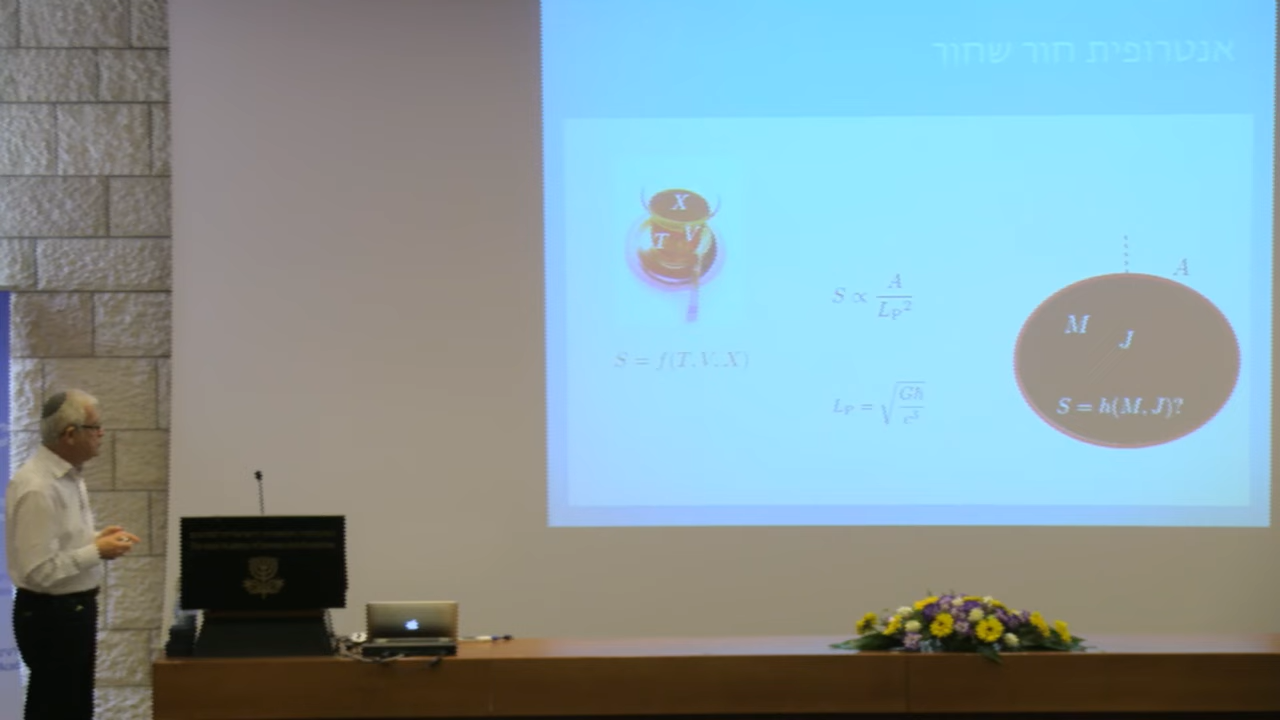 אנטרופית חור שחור
X
T V
S = f(T, V, X)
S ∝ A / L_P²
L_P = √(Għ / c³)
A
M
J
S = h(M, J)?